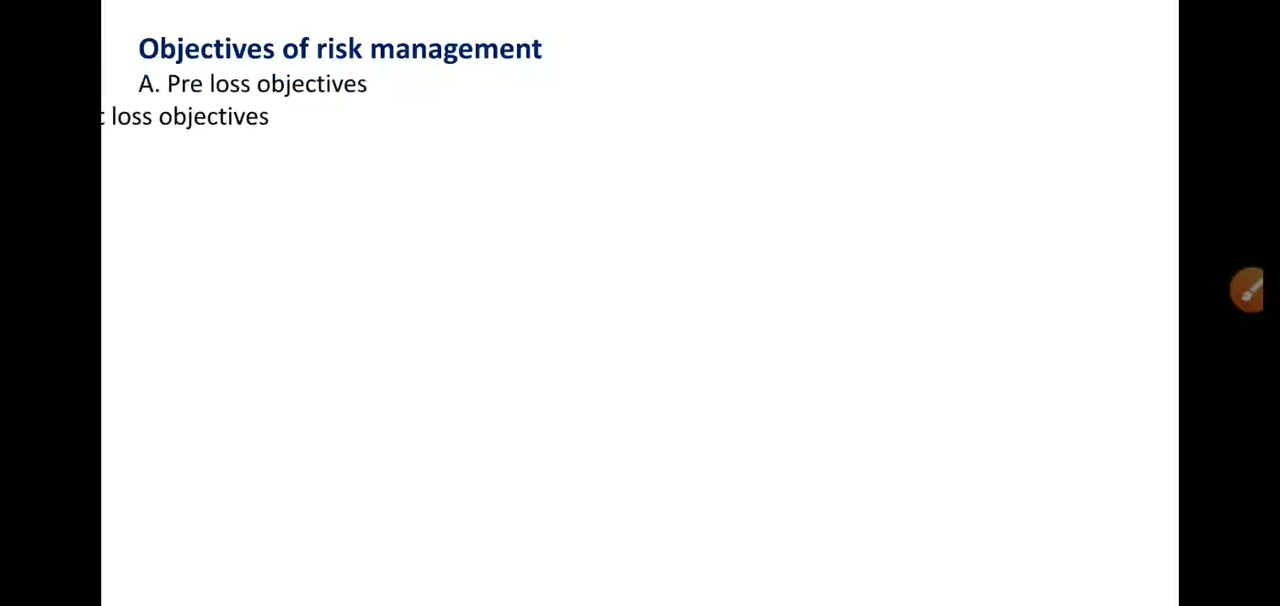 Objectives of risk management
A. Pre loss objectives
loss objectives